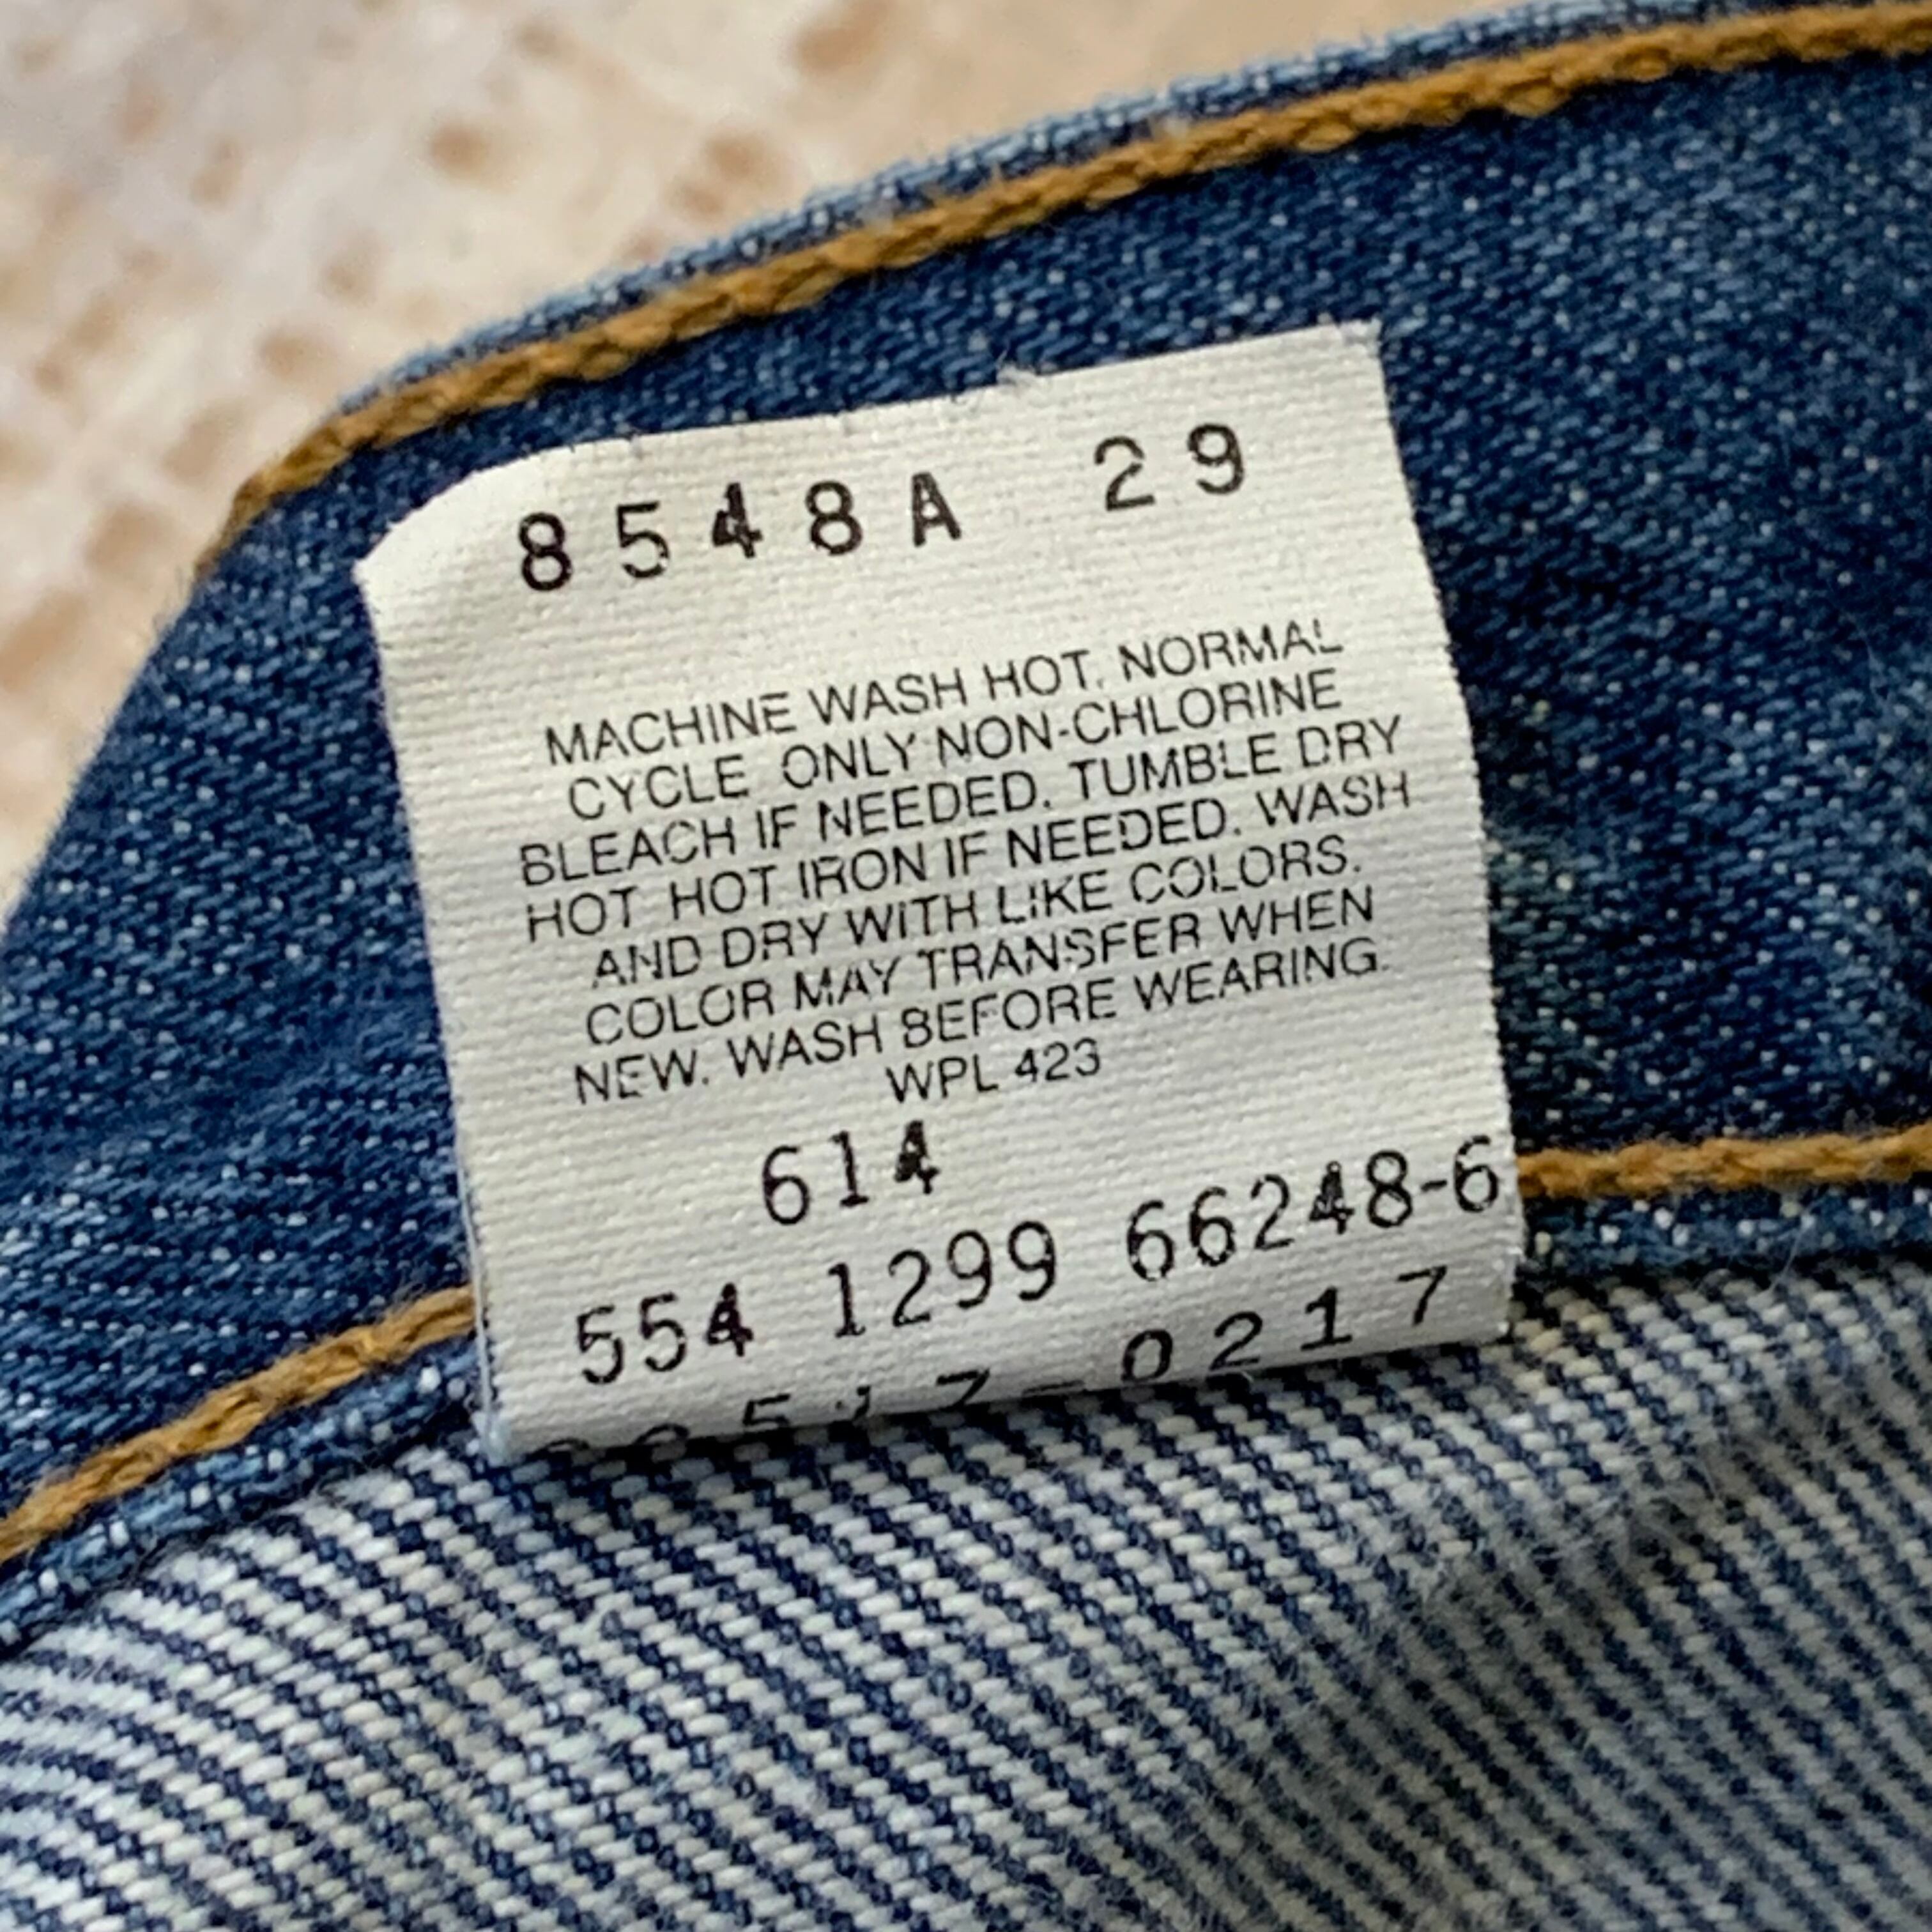 8548A 29
MACHINE WASH HOT. NORMAL
CYCLE ONLY NON-CHLORINE
BLEACH IF NEEDED. TUMBLE DRY
HOT HOT IRON IF NEEDED. WASH
AND DRY WITH LIKE COLORS.
COLOR MAY TRANSFER WHEN
NEW. WASH BEFORE WEARING.
WPL 423
614
554 1299 66248-6
0217